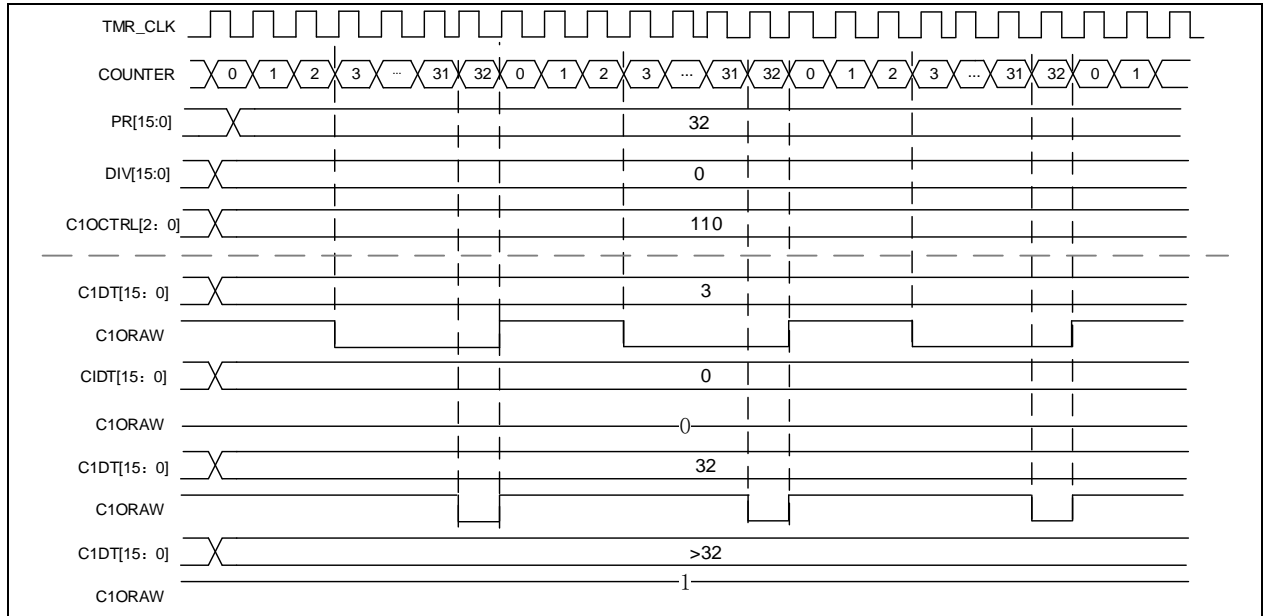 TMR_CLK
COUNTER 0 1 2 3 ... 31 32 0 1 2 3 ... 31 32 0 1 2 3 ... 31 32 0 1
PR[15:0] 32
DIV[15:0] 0
C1OCTRL[2：0] 110
C1DT[15：0] 3
C1ORAW
CIDT[15：0] 0
C1ORAW 0
C1DT[15：0] 32
C1ORAW
C1DT[15：0] >32
C1ORAW 1